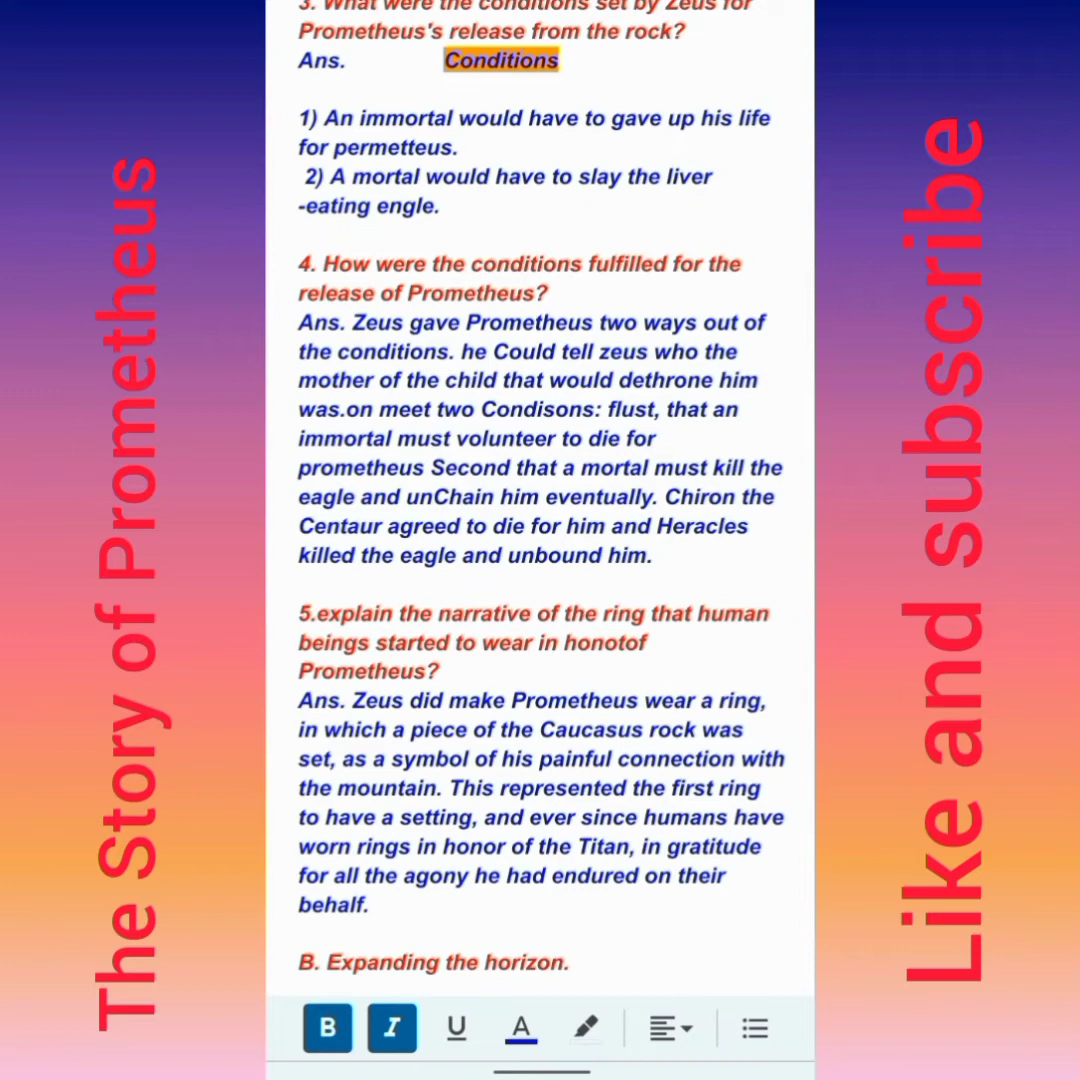 The Story of Prometheus
3. What were the conditions set by Zeus for
Prometheus's release from the rock?
Ans. Conditions
1) An immortal would have to gave up his life
for permetteus.
2) A mortal would have to slay the liver
-eating engle.
4. How were the conditions fulfilled for the
release of Prometheus?
Ans. Zeus gave Prometheus two ways out of
the conditions. he Could tell zeus who the
mother of the child that would dethrone him
was.on meet two Condisons: flust, that an
immortal must volunteer to die for
prometheus Second that a mortal must kill the
eagle and unChain him eventually. Chiron the
Centaur agreed to die for him and Heracles
killed the eagle and unbound him.
5.explain the narrative of the ring that human
beings started to wear in honotof
Prometheus?
Ans. Zeus did make Prometheus wear a ring,
in which a piece of the Caucasus rock was
set, as a symbol of his painful connection with
the mountain. This represented the first ring
to have a setting, and ever since humans have
worn rings in honor of the Titan, in gratitude
for all the agony he had endured on their
behalf.
B. Expanding the horizon.
B I U A
Like and subscribe